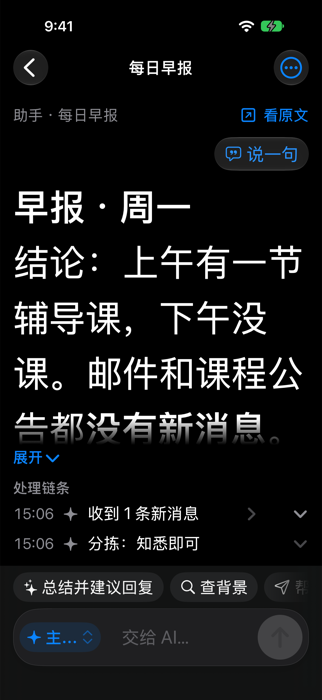 9:41
每日早报
助手 · 每日早报
看原文
说一句
早报 · 周一
结论：上午有一节
辅导课，下午没
课。邮件和课程公
告都没有新消息。
展开
处理链条
15:06 收到 1 条新消息
15:06 分拣：知悉即可
总结并建议回复 查背景
主... 交给 AI...